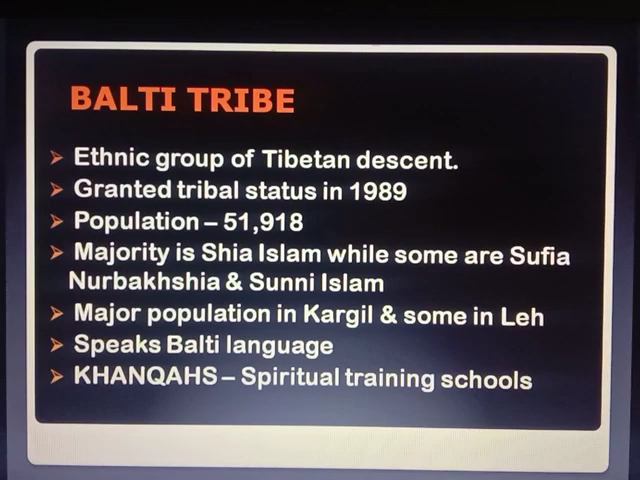 BALTI TRIBE
➤ Ethnic group of Tibetan descent.
➤ Granted tribal status in 1989
➤ Population – 51,918
➤ Majority is Shia Islam while some are Sufia
Nurbakhshia & Sunni Islam
➤ Major population in Kargil & some in Leh
➤ Speaks Balti language
➤ KHANQAHS – Spiritual training schools